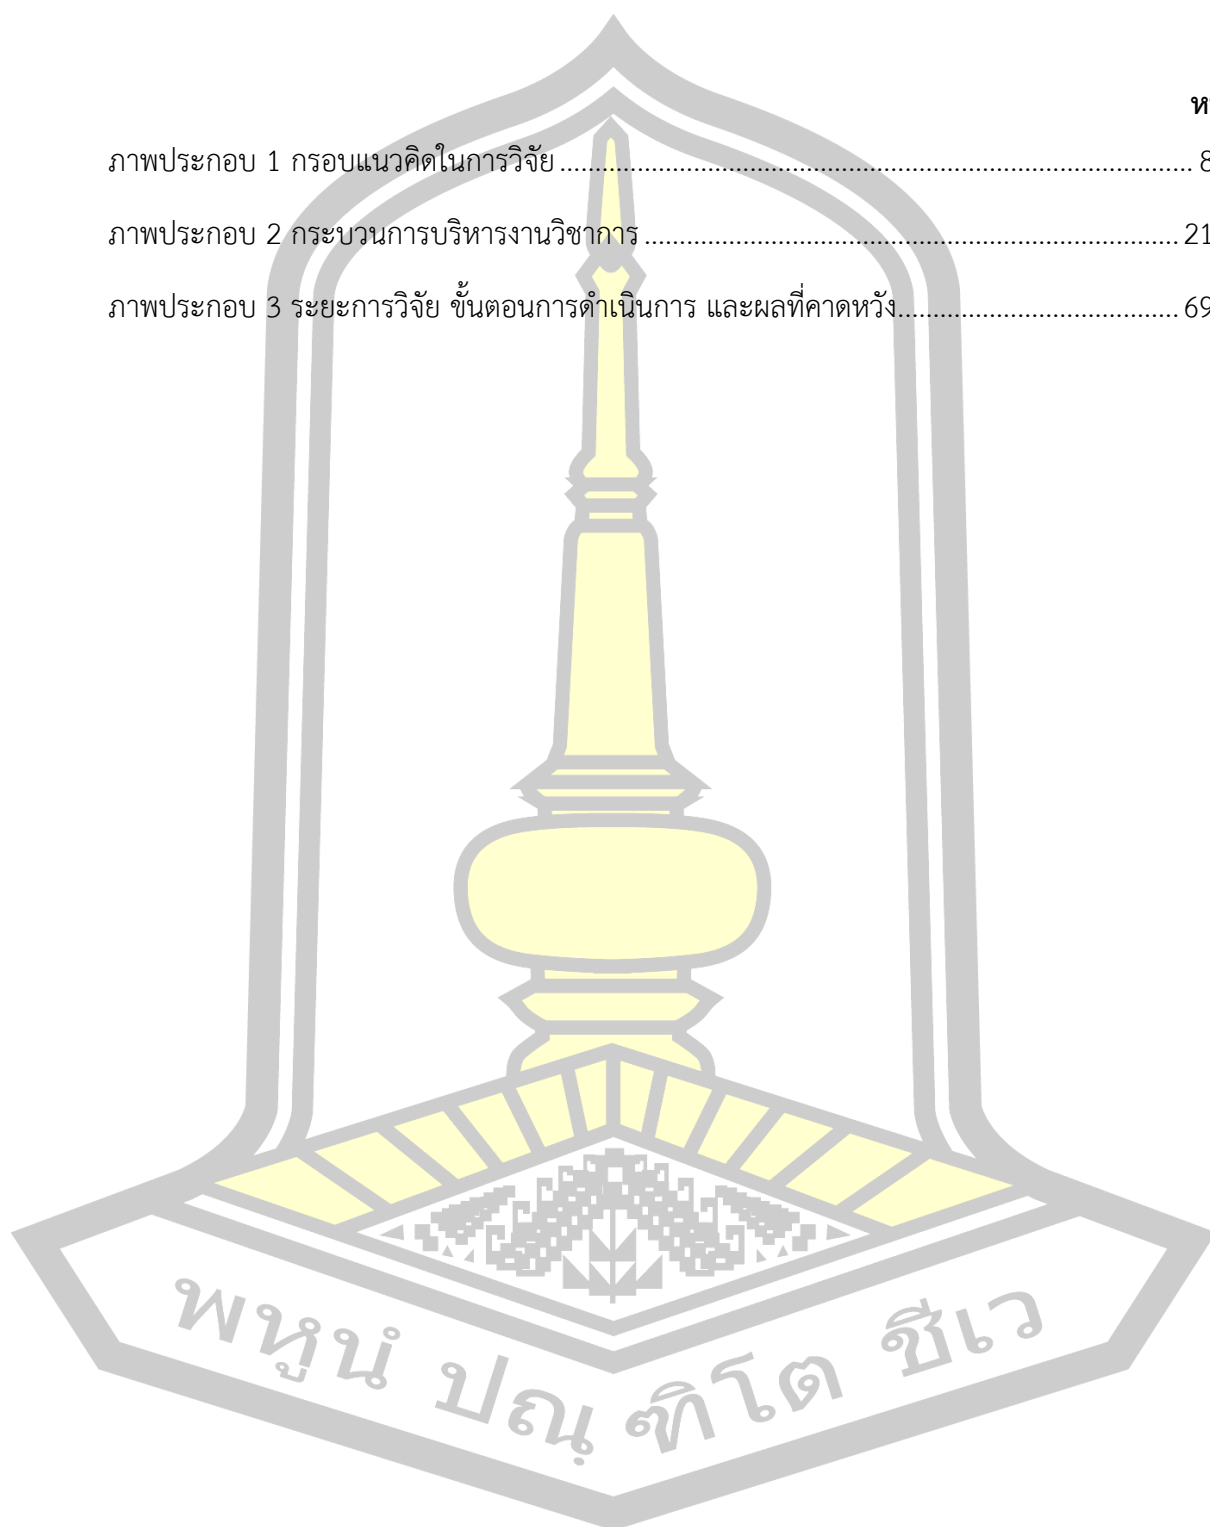 ภาพประกอบ 1 กรอบแนวคิดในการวิจัย ........................................................................................ 8
ภาพประกอบ 2 กระบวนการบริหารงานวิชาการ .......................................................................... 21
ภาพประกอบ 3 ระยะการวิจัย ขั้นตอนการดำเนินการ และผลที่คาดหวัง....................................... 69
พหูนํ ปณฺฑิโต ชีเว